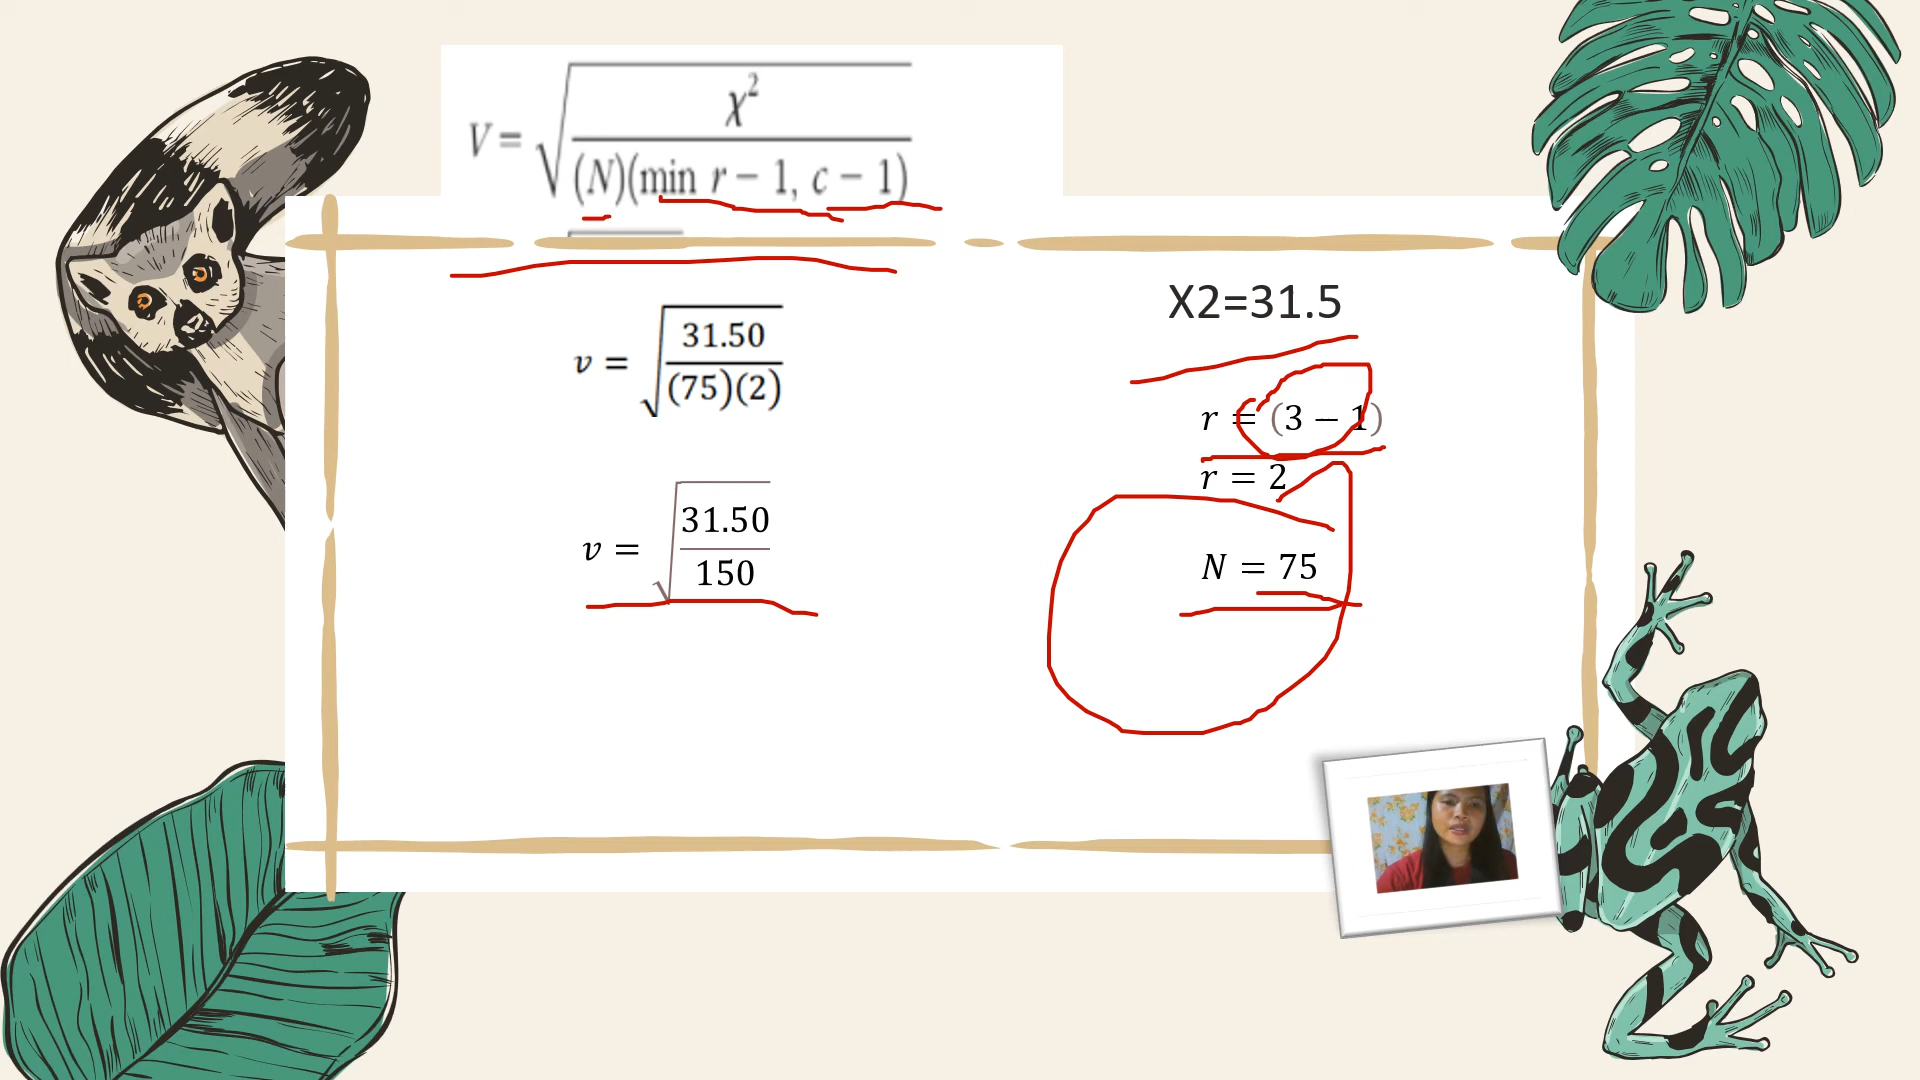 V = √ χ² / (N)(min r − 1, c − 1)
v = √ 31.50 / (75)(2)
v = √ 31.50 / 150
X2=31.5
r = (3 − 1)
r = 2
N = 75